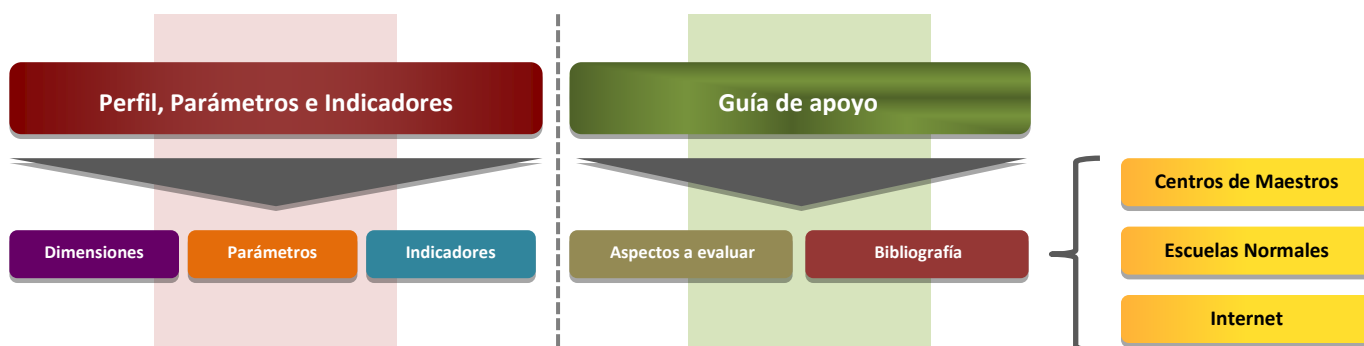 Perfil, Parámetros e Indicadores
Guía de apoyo
Dimensiones
Parámetros
Indicadores
Aspectos a evaluar
Bibliografía
Centros de Maestros
Escuelas Normales
Internet